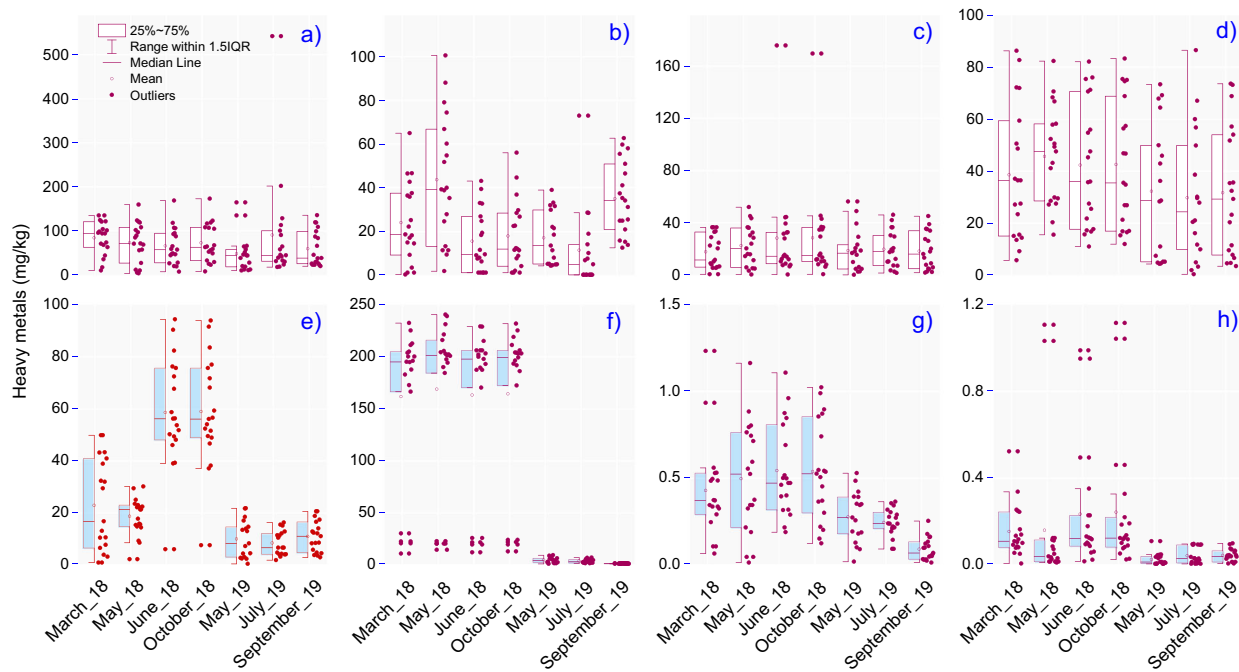 Heavy metals (mg/kg)
25%~75%
Range within 1.5IQR
Median Line
Mean
Outliers
a)
500
400
300
200
100
0
b)
100
80
60
40
20
0
c)
160
120
80
40
0
d)
100
80
60
40
20
0
e)
100
80
60
40
20
0
f)
250
200
150
100
50
0
g)
1.5
1.0
0.5
0.0
h)
1.2
0.8
0.4
0.0
March_18
May_18
June_18
October_18
May_19
July_19
September_19
March_18
May_18
June_18
October_18
May_19
July_19
September_19
March_18
May_18
June_18
October_18
May_19
July_19
September_19
March_18
May_18
June_18
October_18
May_19
July_19
September_19